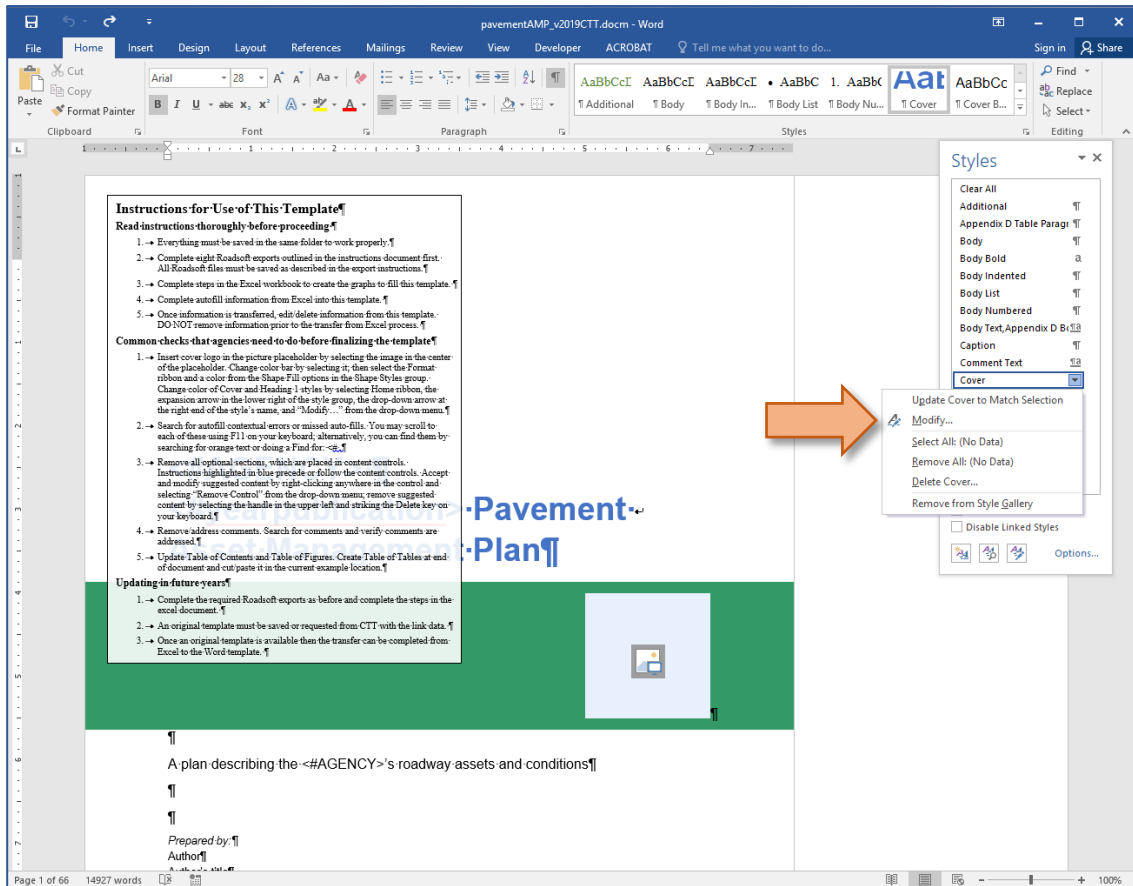 pavementAMP_v2019CTT.docm - Word
File Home Insert Design Layout References Mailings Review View Developer ACROBAT Tell me what you want to do... Sign in Share
Paste
Cut
Copy
Format Painter
Clipboard
Arial 28 A A Aa
B I U abc x₂ x² A ab A
Font
Paragraph
AaBbCcI AaBbCcI AaBbCcI • AaBbC 1. AaBbC AaB AaBbCc
¶ Additional ¶ Body ¶ Body In... ¶ Body List ¶ Body Nu... ¶ Cover ¶ Cover B...
Styles
Find
Replace
Select
Editing
1 1 2 3 4 5 6 7
Instructions·for·Use·of·This·Template¶
Read·instructions·thoroughly·before·proceeding·¶
1.→Everything·must·be·saved·in·the·same·folder·to·work·properly.¶
2.→Complete·eight·Roadsoft·exports·outlined·in·the·instructions·document·first.·
All·Roadsoft·files·must·be·saved·as·described·in·the·export·instructions.¶
3.→Complete·steps·in·the·Excel·workbook·to·create·the·graphs·to·fill·this·template.·¶
4.→Complete·autofill·information·from·Excel·into·this·template.·¶
5.→Once·information·is·transferred,·edit/delete·information·from·this·template.·
DO·NOT·remove·information·prior·to·the·transfer·from·Excel·process.·¶
Common·checks·that·agencies·need·to·do·before·finalizing·the·template¶
1.→Insert·cover·logo·in·the·picture·placeholder·by·selecting·the·image·in·the·center·
of·the·placeholder.·Change·color·bar·by·selecting·it;·then·select·the·Format·
ribbon·and·a·color·from·the·Shape·Fill·options·in·the·Shape·Styles·group.·
Change·color·of·Cover·and·Heading·1·styles·by·selecting·Home·ribbon,·the·
expansion·arrow·in·the·lower·right·of·the·style·group,·the·drop-down·arrow·at·
the·right·end·of·the·style's·name,·and·“Modify…”·from·the·drop-down·menu.¶
2.→Search·for·autofill·contextual·errors·or·missed·auto-fills.·You·may·scroll·to·
each·of·these·using·F11·on·your·keyboard;·alternatively,·you·can·find·them·by·
searching·for·orange·text·or·doing·a·Find·for:·<#.¶
3.→Remove·all·optional·sections,·which·are·placed·in·content·controls.·
Instructions·highlighted·in·blue·precede·or·follow·the·content·controls.·Accept·
and·modify·suggested·content·by·right-clicking·anywhere·in·the·control·and·
selecting·“Remove·Control”·from·the·drop-down·menu;·remove·suggested·
content·by·selecting·the·handle·in·the·upper·left·and·striking·the·Delete·key·on·
your·keyboard.¶
4.→Remove/address·comments.·Search·for·comments·and·verify·comments·are·
addressed.¶
5.→Update·Table·of·Contents·and·Table·of·Figures.·Create·Table·of·Tables·at·end·
of·document·and·cut/paste·it·in·the·current·example·location.¶
Updating·in·future·years¶
1.→Complete·the·required·Roadsoft·exports·as·before·and·complete·the·steps·in·the·
excel·document.·¶
2.→An·original·template·must·be·saved·or·requested·from·CTT·with·the·link·data.·¶
3.→Once·an·original·template·is·available·then·the·transfer·can·be·completed·from·
Excel·to·the·Word·template.·¶
publication>·Pavement·
Asset·Management·Plan¶
¶
¶
A·plan·describing·the·<#AGENCY>'s·roadway·assets·and·conditions¶
¶
¶
Prepared·by:¶
Author¶
Author's·title¶
Styles
Clear All
Additional ¶
Appendix D Table Paragr ¶
Body ¶
Body Bold a
Body Indented ¶
Body List ¶
Body Numbered ¶
Body Text,Appendix D Bo ¶a
Caption ¶
Comment Text ¶a
Cover
Update Cover to Match Selection
Modify...
Select All: (No Data)
Remove All: (No Data)
Delete Cover...
Remove from Style Gallery
Disable Linked Styles
Options...
Page 1 of 66 14927 words 100%